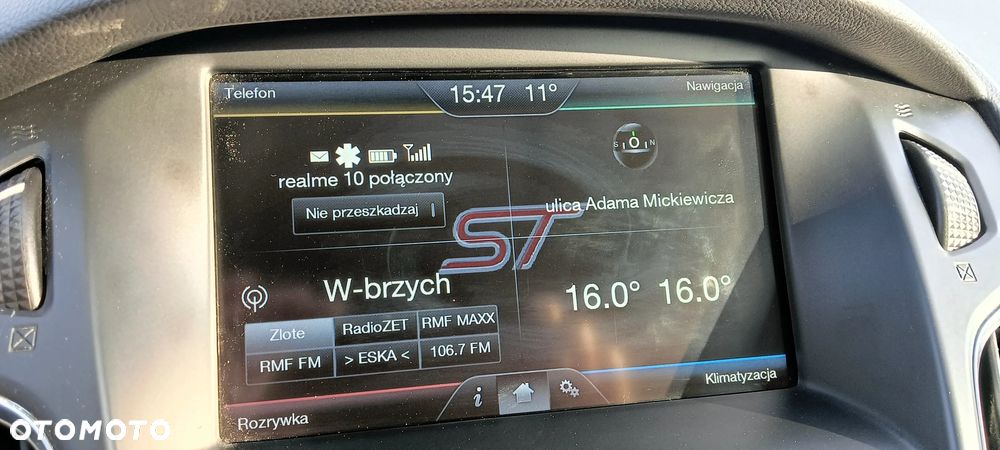 Telefon
15:47 11°
Nawigacja
S O N
realme 10 połączony
Nie przeszkadzaj
ulica Adama Mickiewicza
ST
W-brzych
16.0° 16.0°
Zlote RadioZET RMF MAXX
RMF FM > ESKA < 106.7 FM
i
Klimatyzacja
Rozrywka
OTOMOTO